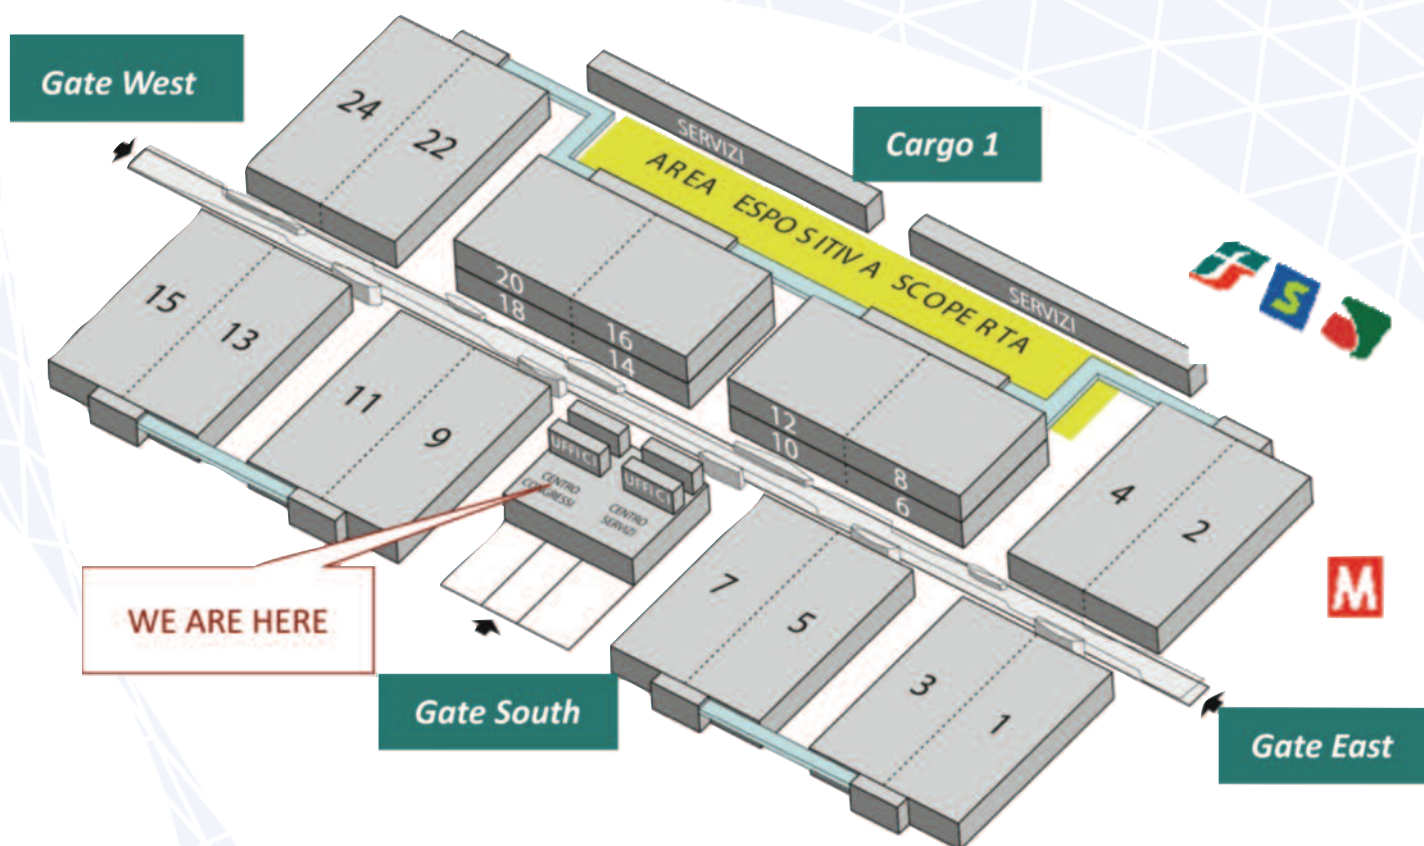 Gate West
24
22
SERVIZI
Cargo 1
AREA ESPOSITIVA SCOPERTA
SERVIZI
S
20
18
16
14
15
13
11
9
12
10
8
6
4
2
UFFICI
UFFICI
CENTRO
CONGRESSI
CENTRO
SERVIZI
WE ARE HERE
7
5
M
3
1
Gate South
Gate East